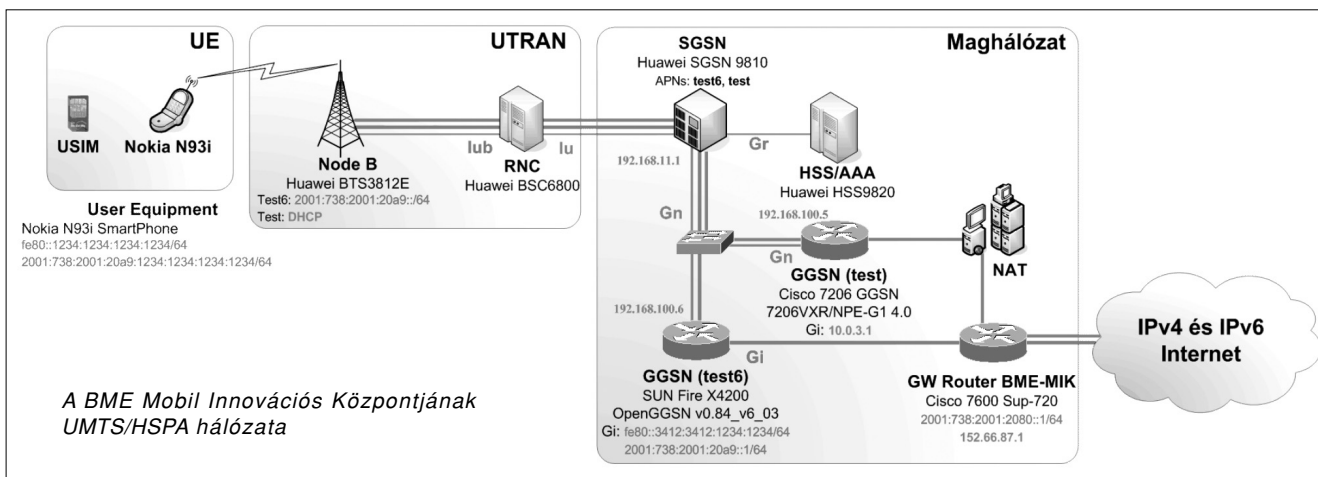 UE
USIM
Nokia N93i
User Equipment
Nokia N93i SmartPhone
fe80::1234:1234:1234:1234/64
2001:738:2001:20a9:1234:1234:1234:1234/64
UTRAN
Node B
Huawei BTS3812E
Test6: 2001:738:2001:20a9::/64
Test: DHCP
Iub
Iu
RNC
Huawei BSC6800
Maghálózat
SGSN
Huawei SGSN 9810
APNs: test6, test
192.168.11.1
Gr
HSS/AAA
Huawei HSS9820
Gn
192.168.100.5
Gn
GGSN (test)
Cisco 7206 GGSN
7206VXR/NPE-G1 4.0
Gi: 10.0.3.1
NAT
192.168.100.6
Gi
GGSN (test6)
SUN Fire X4200
OpenGGSN v0.84_v6_03
Gi: fe80::3412:3412:1234:1234/64
2001:738:2001:20a9::1/64
GW Router BME-MIK
Cisco 7600 Sup-720
2001:738:2001:2080::1/64
152.66.87.1
IPv4 és IPv6
Internet
A BME Mobil Innovációs Központjának
UMTS/HSPA hálózata